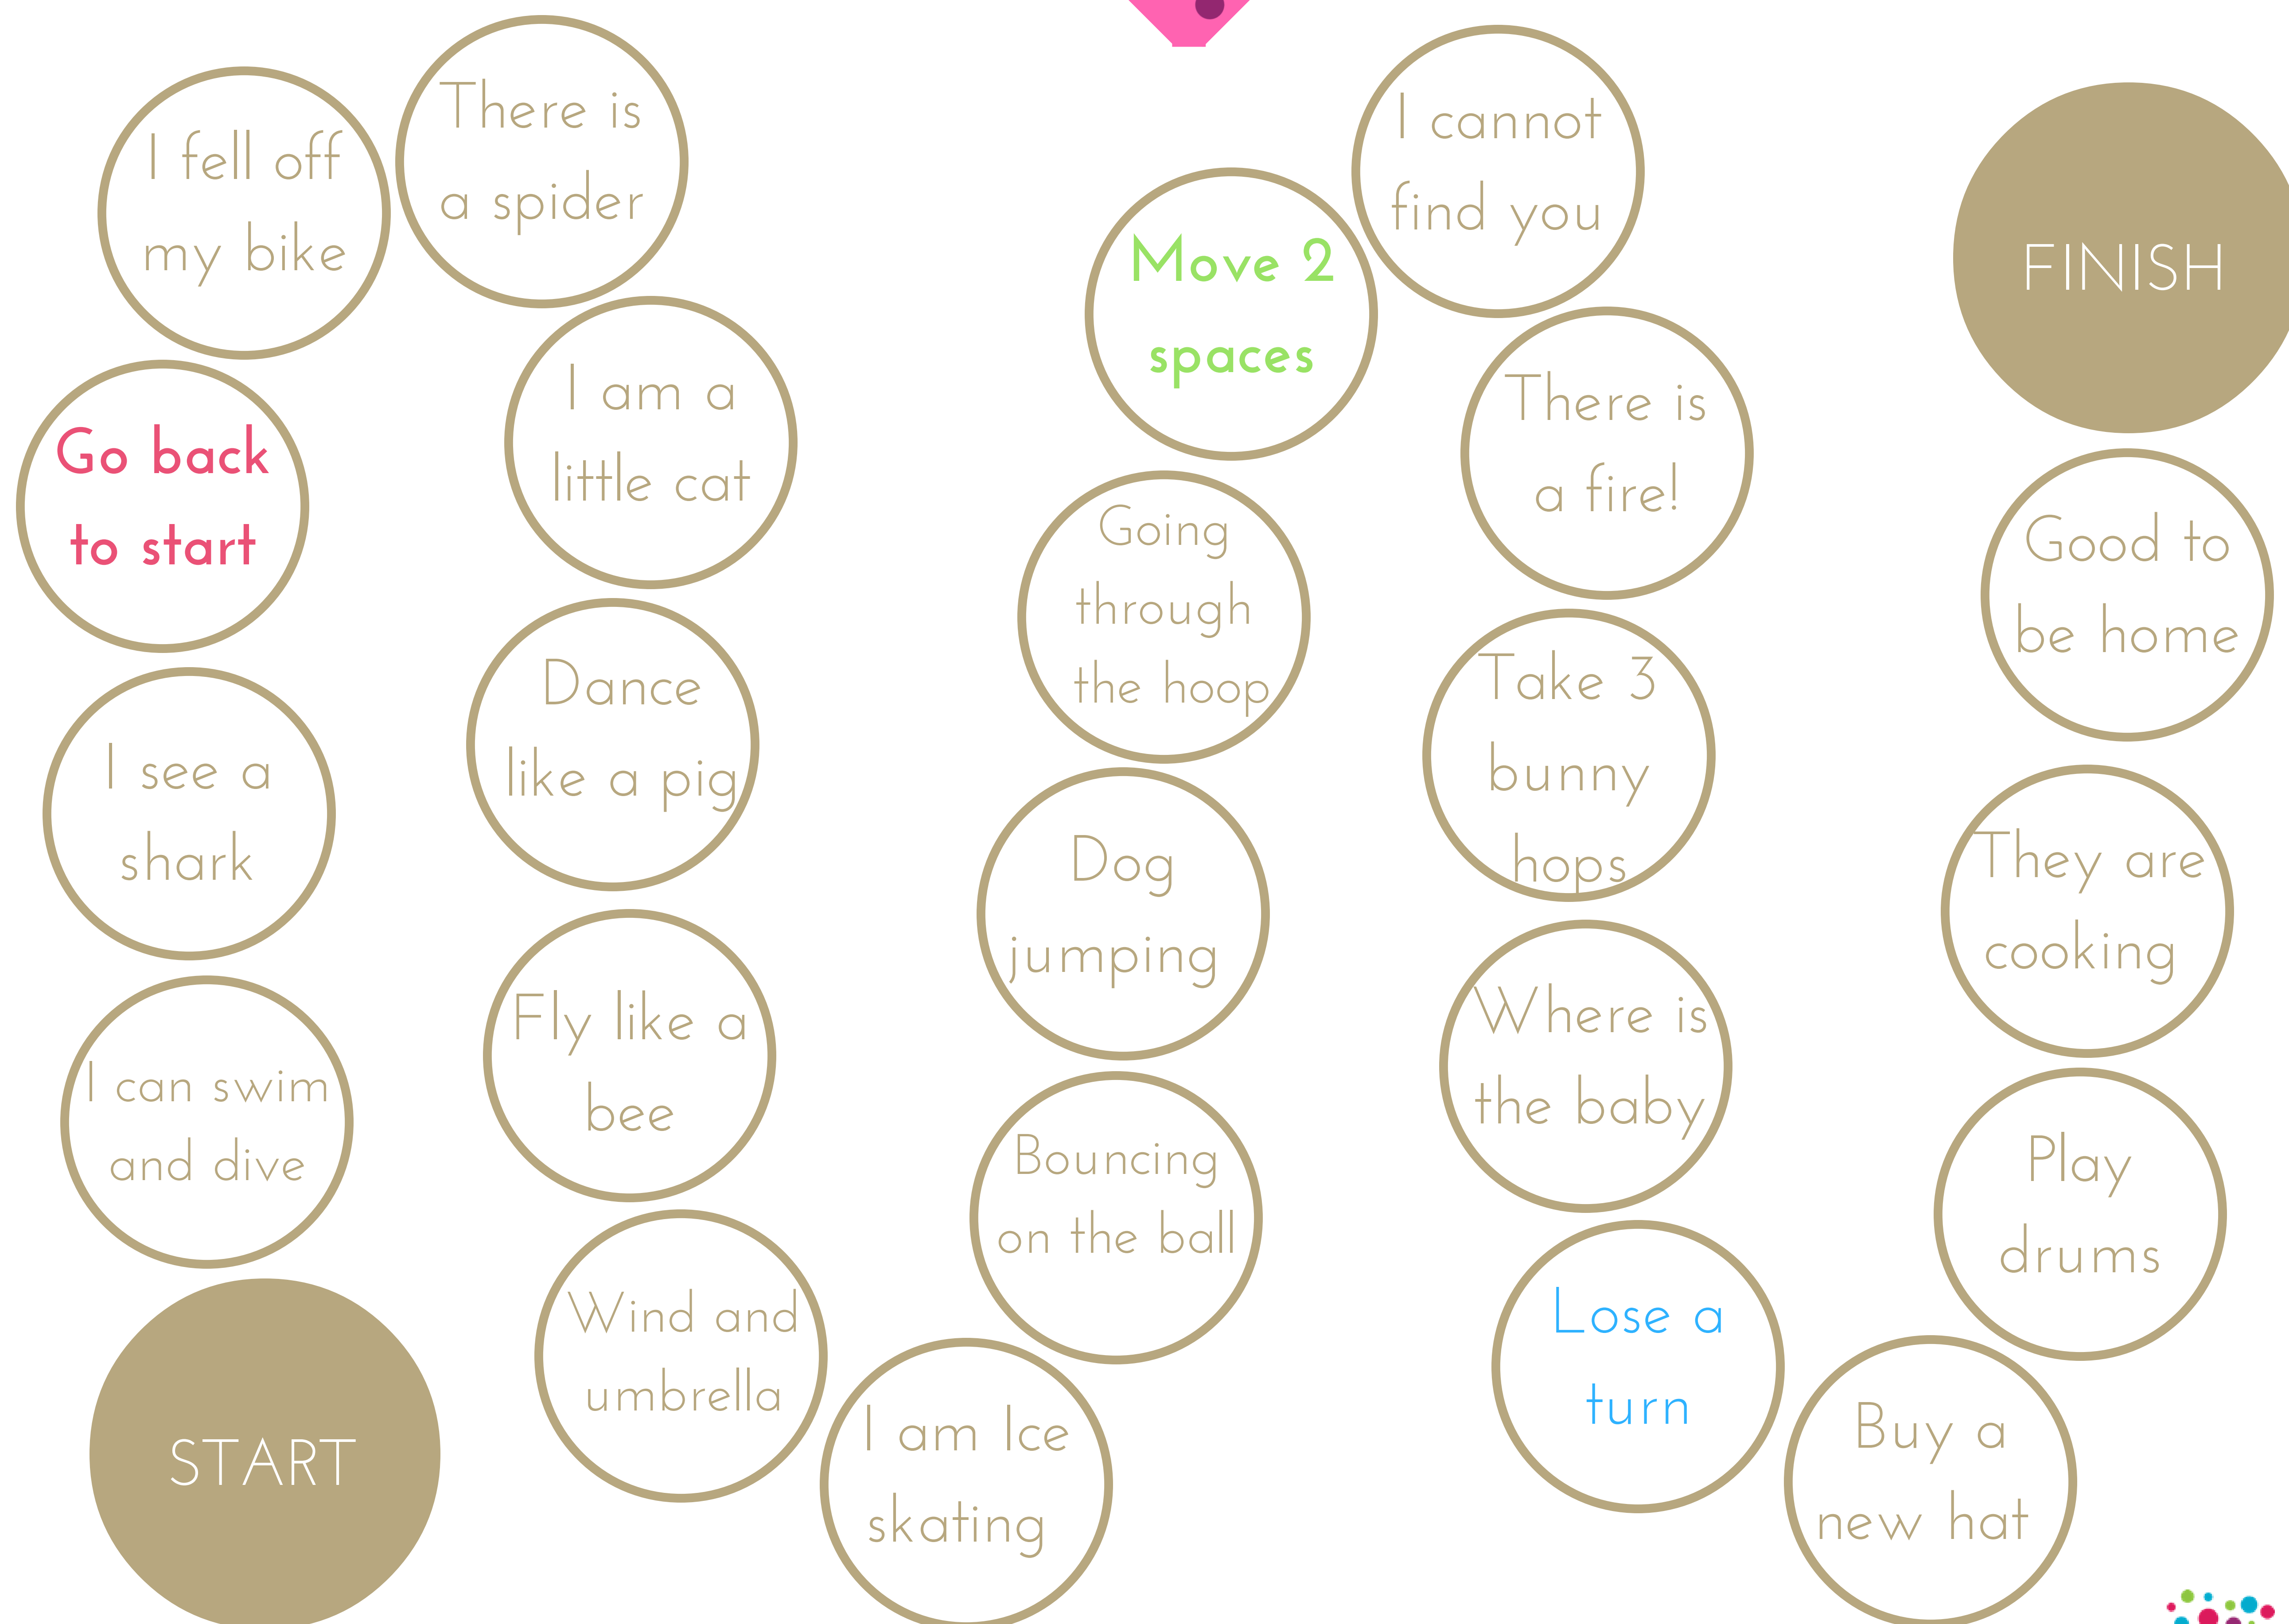 START
I can swim
and dive
I see a
shark
Go back
to start
I fell off
my bike
There is
a spider
I am a
little cat
Dance
like a pig
Fly like a
bee
Wind and
umbrella
I am Ice
skating
Bouncing
on the ball
Dog
jumping
Going
through
the hoop
Move 2
spaces
I cannot
find you
There is
a fire!
Take 3
bunny
hops
Where is
the baby
Lose a
turn
Buy a
new hat
Play
drums
They are
cooking
Good to
be home
FINISH